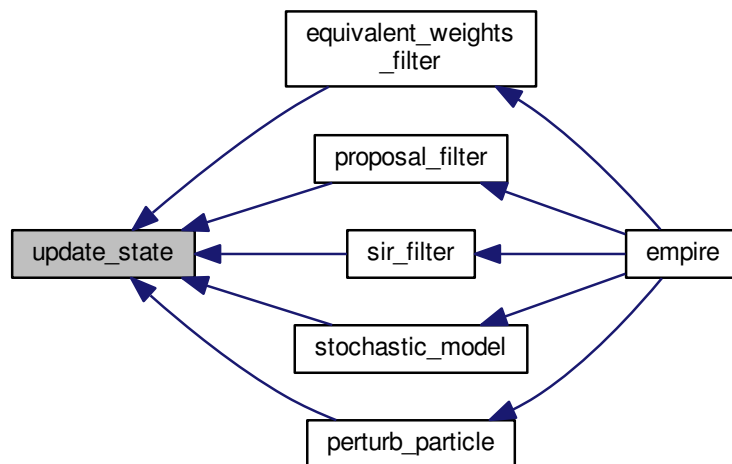 equivalent_weights
_filter
proposal_filter
update_state
sir_filter
empire
stochastic_model
perturb_particle